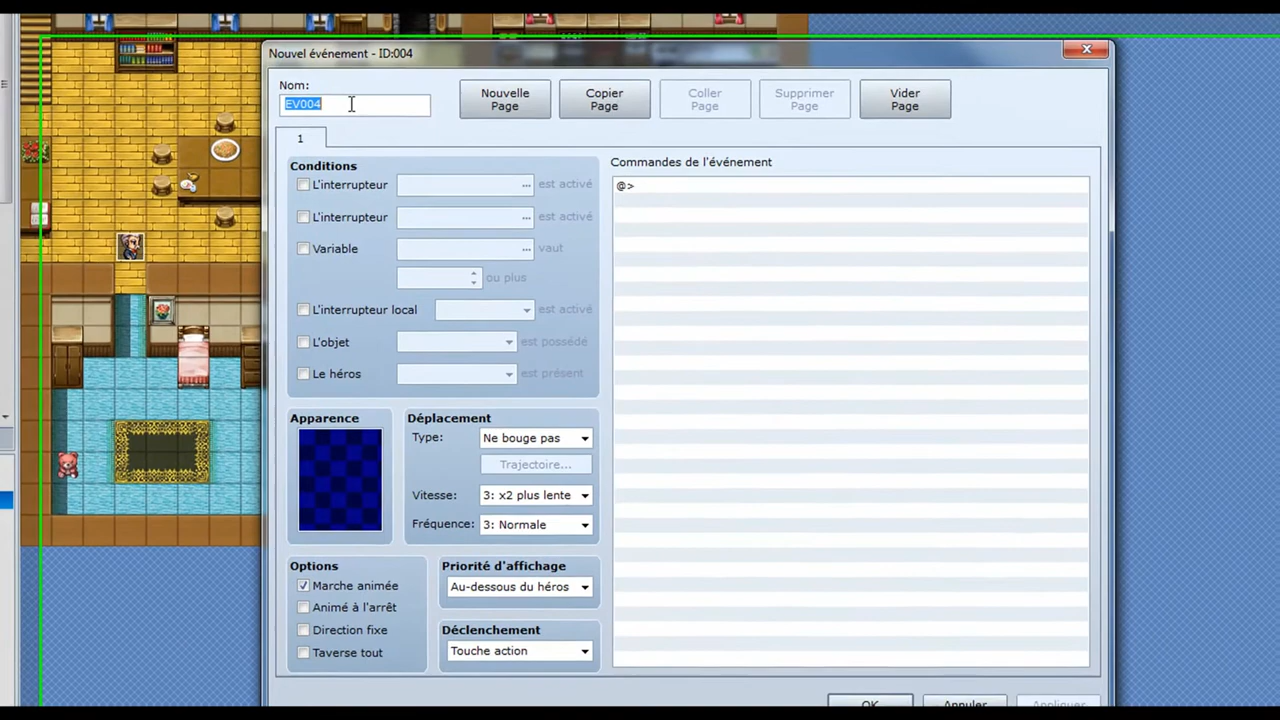 Nouvel événement - ID:004
Nom:
EV004
Nouvelle Page
Copier Page
Coller Page
Supprimer Page
Vider Page
1
Conditions
L'interrupteur ... est activé
L'interrupteur ... est activé
Variable ... vaut
ou plus
L'interrupteur local est activé
L'objet est possédé
Le héros est présent
Apparence
Déplacement
Type: Ne bouge pas
Trajectoire...
Vitesse: 3: x2 plus lente
Fréquence: 3: Normale
Options
Marche animée
Animé à l'arrêt
Direction fixe
Taverse tout
Priorité d'affichage
Au-dessous du héros
Déclenchement
Touche action
Commandes de l'événement
@>
OK Annuler Appliquer